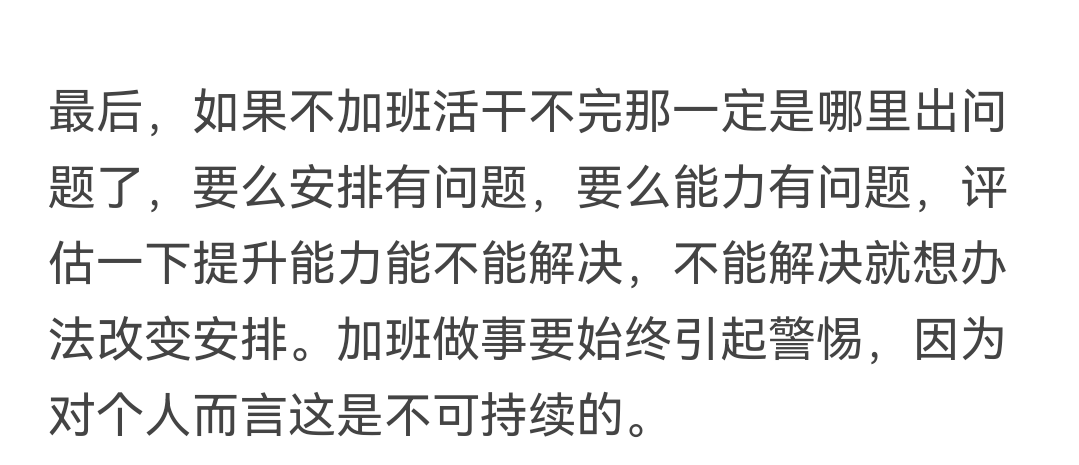 最后，如果不加班活干不完那一定是哪里出问
题了，要么安排有问题，要么能力有问题，评
估一下提升能力能不能解决，不能解决就想办
法改变安排。加班做事要始终引起警惕，因为
对个人而言这是不可持续的。